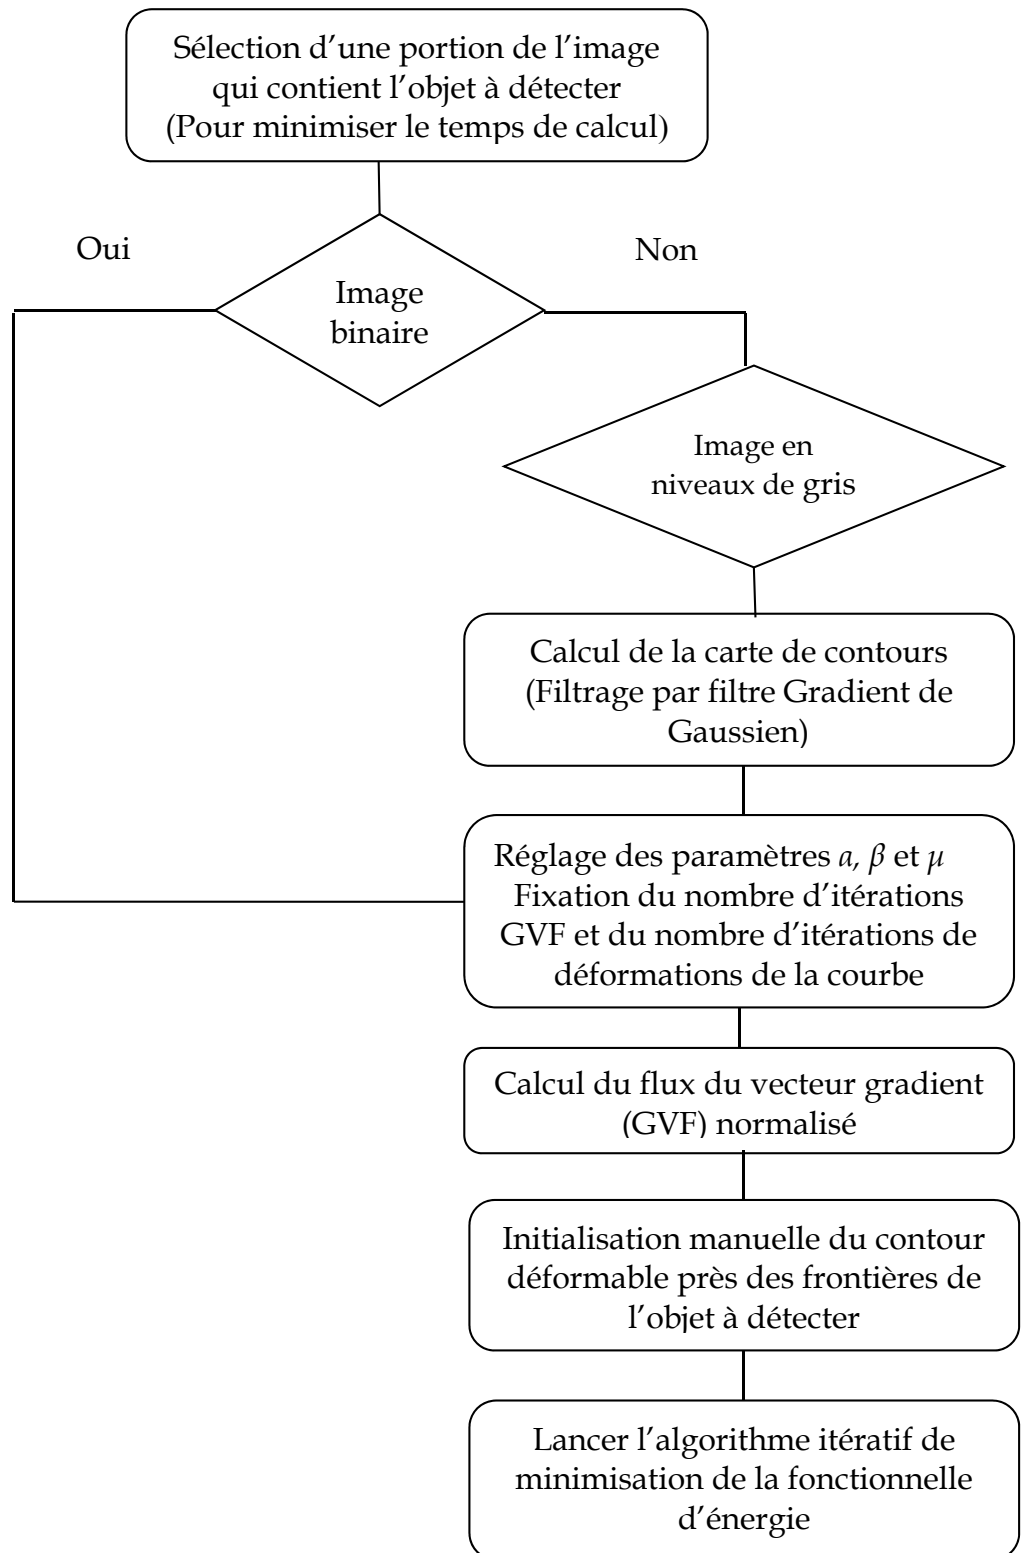 Sélection d’une portion de l’image
qui contient l’objet à détecter
(Pour minimiser le temps de calcul)
Oui
Non
Image
binaire
Image en
niveaux de gris
Calcul de la carte de contours
(Filtrage par filtre Gradient de
Gaussien)
Réglage des paramètres α, β et μ
Fixation du nombre d’itérations
GVF et du nombre d’itérations de
déformations de la courbe
Calcul du flux du vecteur gradient
(GVF) normalisé
Initialisation manuelle du contour
déformable près des frontières de
l’objet à détecter
Lancer l’algorithme itératif de
minimisation de la fonctionnelle
d’énergie